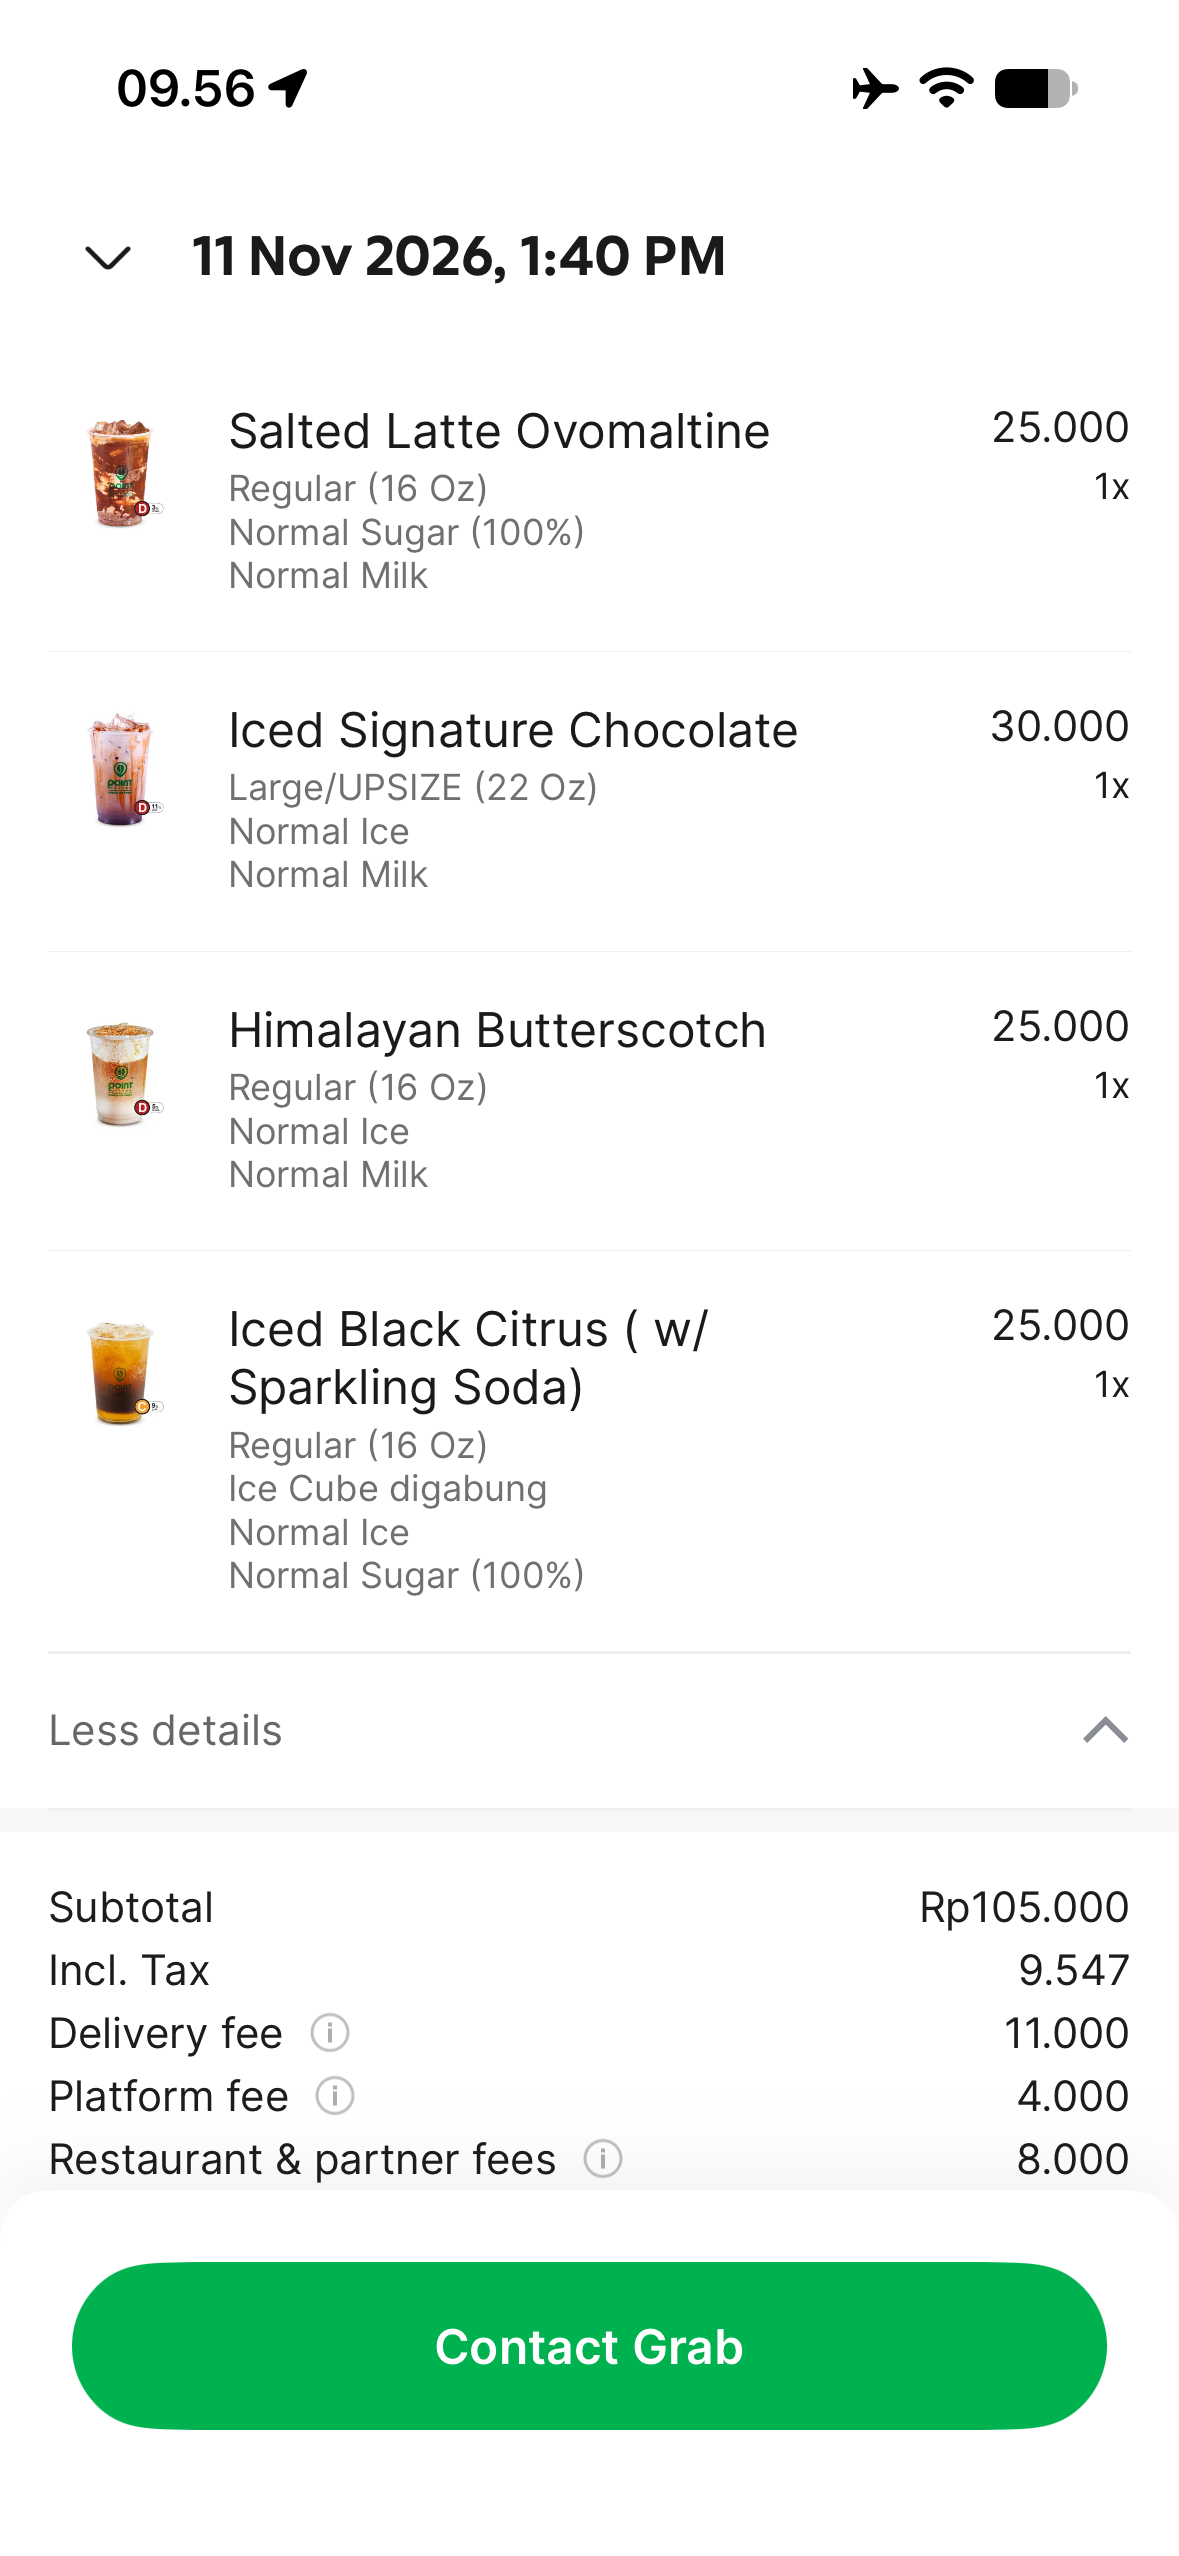 09.56
11 Nov 2026, 1:40 PM
Salted Latte Ovomaltine 25.000
Regular (16 Oz) 1x
Normal Sugar (100%)
Normal Milk
Iced Signature Chocolate 30.000
Large/UPSIZE (22 Oz) 1x
Normal Ice
Normal Milk
POINT
D
Himalayan Butterscotch 25.000
Regular (16 Oz) 1x
Normal Ice
Normal Milk
POINT
D
Iced Black Citrus ( w/ 25.000
Sparkling Soda) 1x
Regular (16 Oz)
Ice Cube digabung
Normal Ice
Normal Sugar (100%)
Less details
Subtotal Rp105.000
Incl. Tax 9.547
Delivery fee 11.000
Platform fee 4.000
Restaurant & partner fees 8.000
Contact Grab